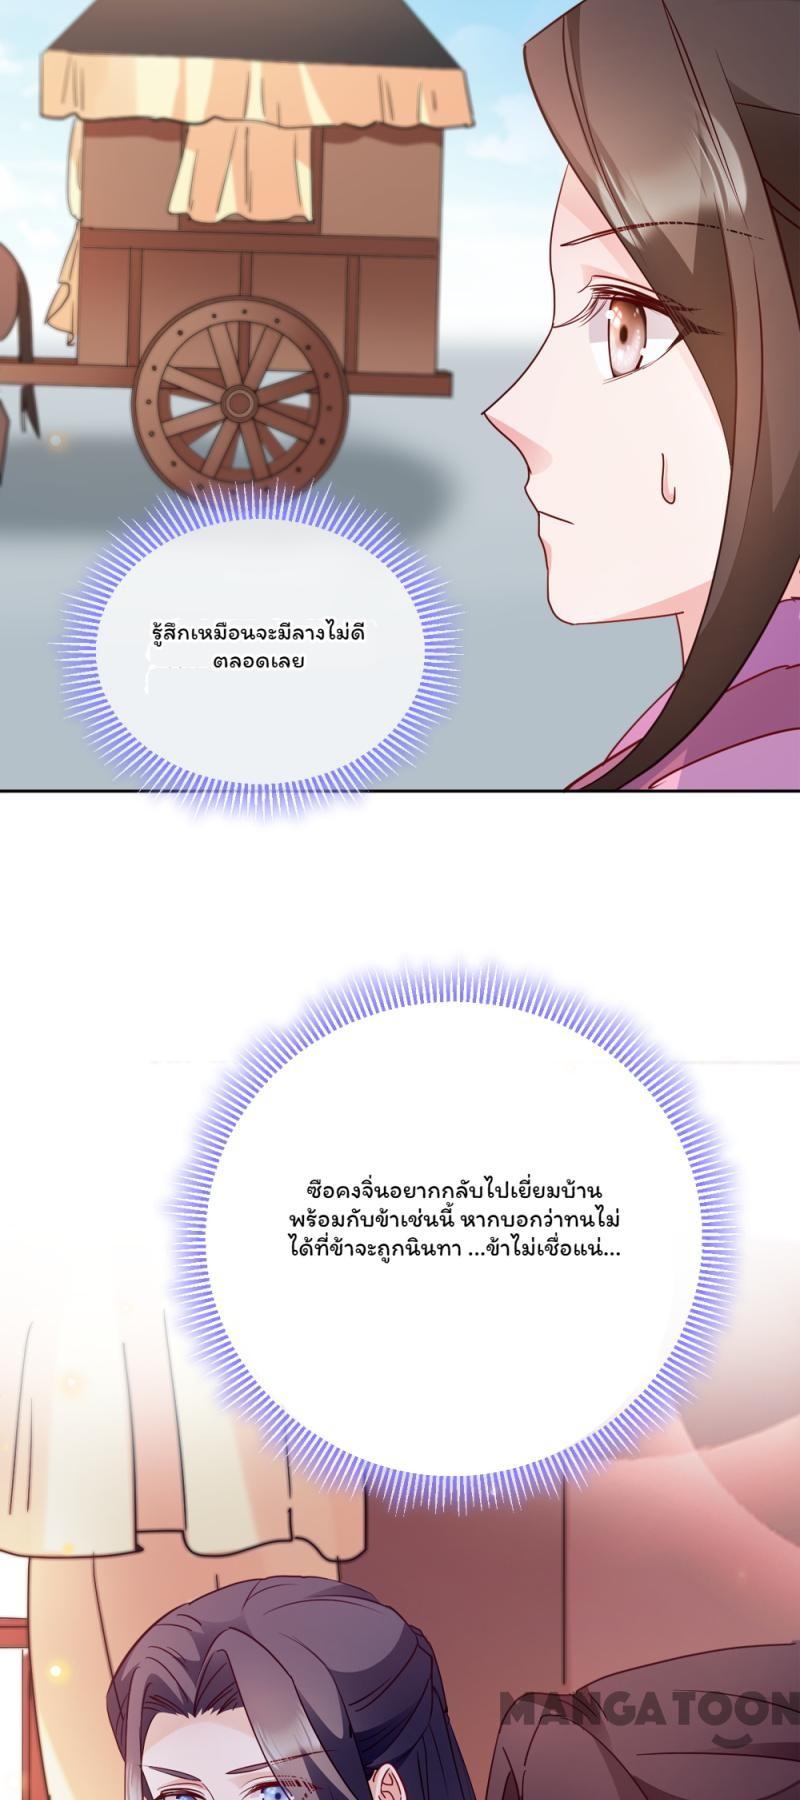 รู้สึกเหมือนจะมีลางไม่ดี
ตลอดเลย
ซือคงจิ่นอยากกลับไปเยี่ยมบ้าน
พร้อมกับข้าเช่นนี้ หากบอกว่าทนไม่
ได้ที่ข้าจะถูกนินทา ...ข้าไม่เชื่อแน่...
MANGATOON